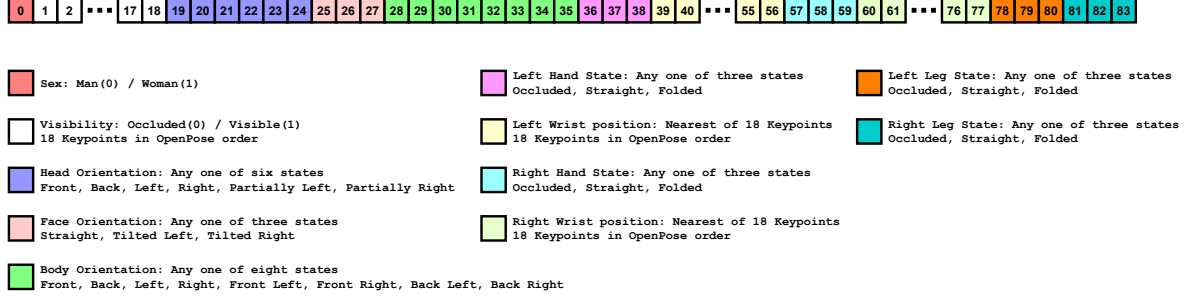 0 1 2 ... 17 18 19 20 21 22 23 24 25 26 27 28 29 30 31 32 33 34 35 36 37 38 39 40 ... 55 56 57 58 59 60 61 ... 76 77 78 79 80 81 82 83
Sex: Man(0) / Woman(1)
Visibility: Occluded(0) / Visible(1)
18 Keypoints in OpenPose order
Head Orientation: Any one of six states
Front, Back, Left, Right, Partially Left, Partially Right
Face Orientation: Any one of three states
Straight, Tilted Left, Tilted Right
Body Orientation: Any one of eight states
Front, Back, Left, Right, Front Left, Front Right, Back Left, Back Right
Left Hand State: Any one of three states
Occluded, Straight, Folded
Left Wrist position: Nearest of 18 Keypoints
18 Keypoints in OpenPose order
Right Hand State: Any one of three states
Occluded, Straight, Folded
Right Wrist position: Nearest of 18 Keypoints
18 Keypoints in OpenPose order
Left Leg State: Any one of three states
Occluded, Straight, Folded
Right Leg State: Any one of three states
Occluded, Straight, Folded